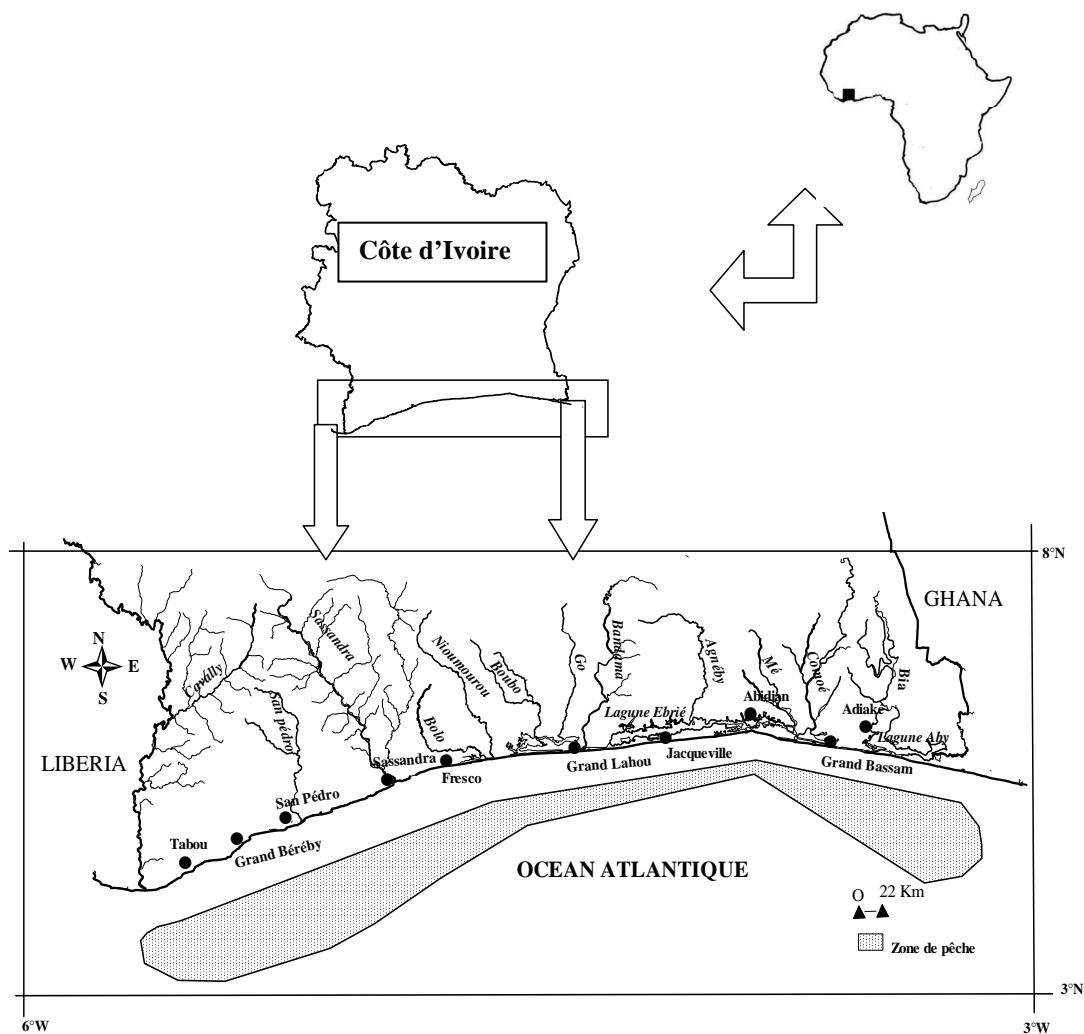 Côte d'Ivoire
8°N
GHANA
N
W E
S
Cavally
San pédro
Sassandra
Nioumourou
Boubo
Bolo
Go
Bandama
Agnéby
Mé
Comoé
Bia
Abidjan
Adiaké
Lagune Ebrié
Lagune Aby
LIBERIA
Sassandra
Fresco
Grand Lahou
Jacqueville
Grand Bassam
San Pédro
Tabou
Grand Béréby
OCEAN ATLANTIQUE
O 22 Km
Zone de pêche
3°N
6°W
3°W